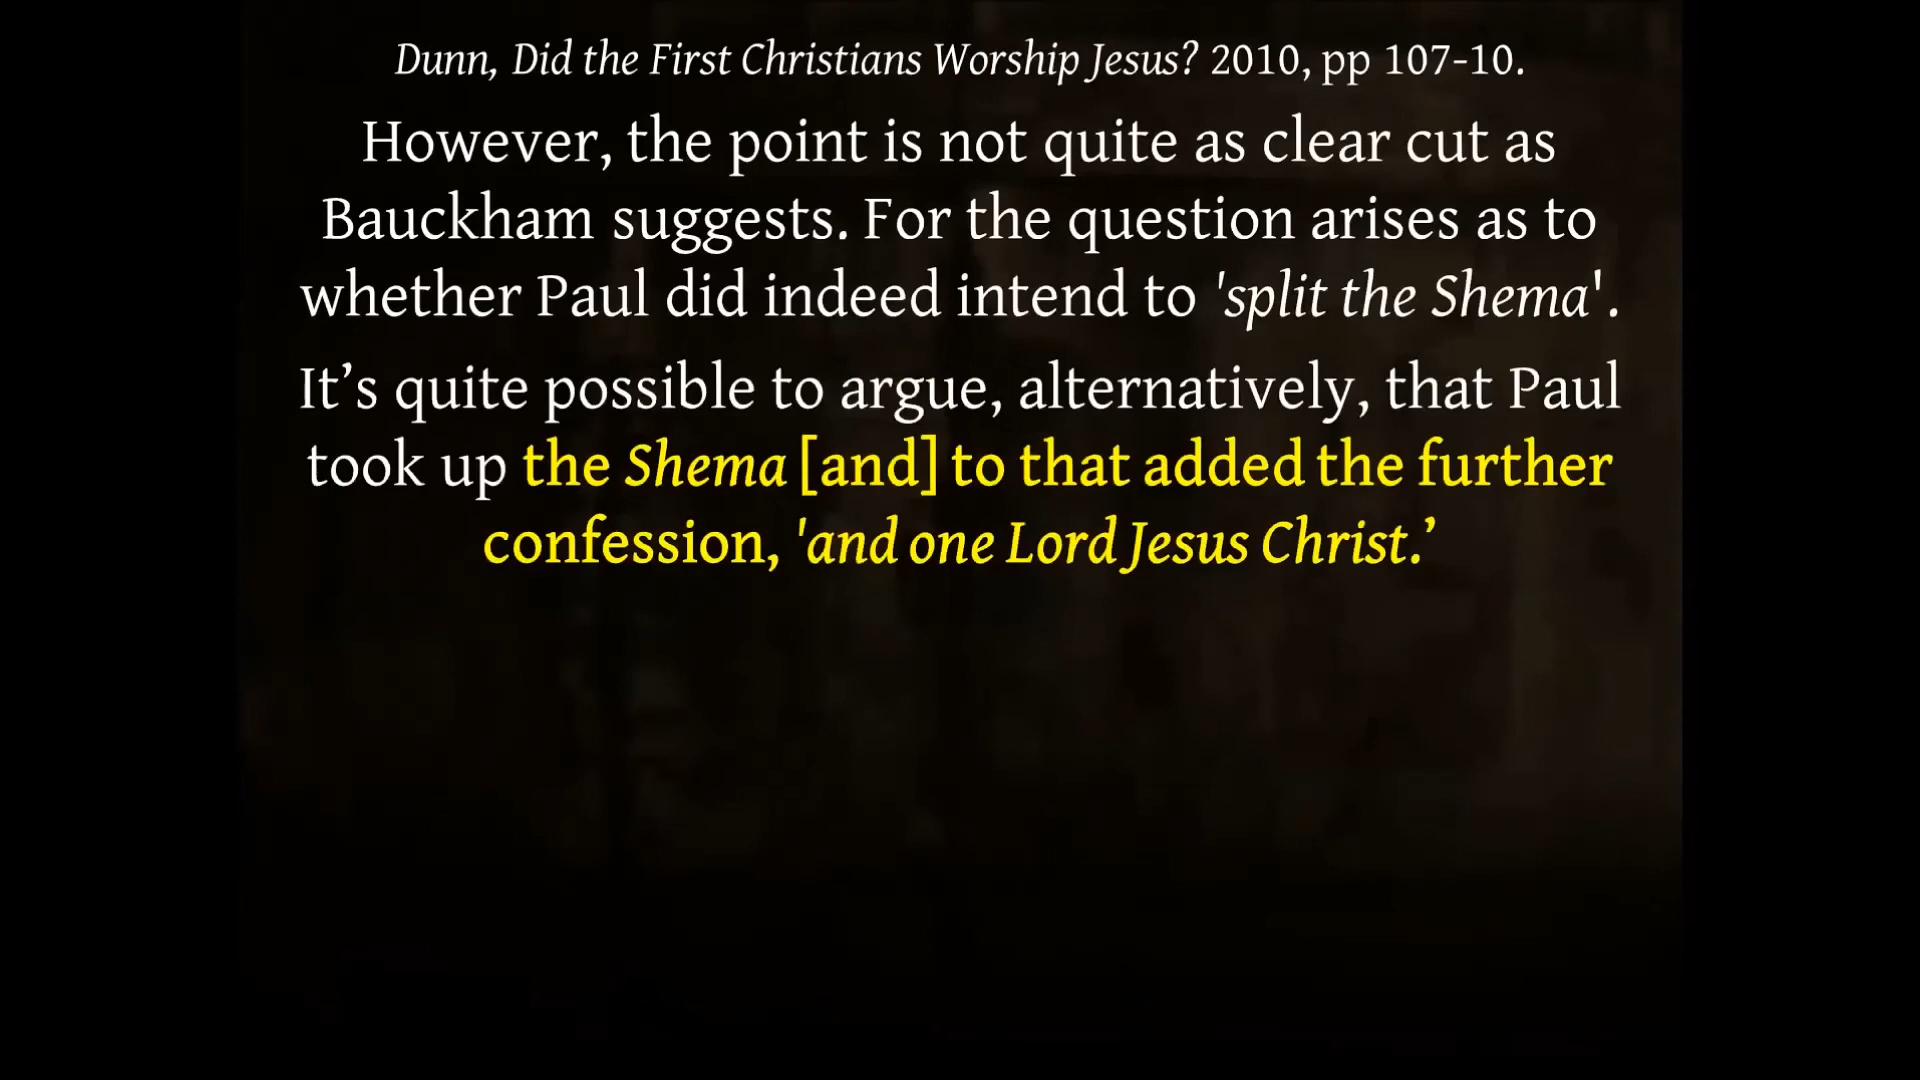 Dunn, Did the First Christians Worship Jesus? 2010, pp 107-10.
However, the point is not quite as clear cut as
Bauckham suggests. For the question arises as to
whether Paul did indeed intend to 'split the Shema'.
It’s quite possible to argue, alternatively, that Paul
took up the Shema [and] to that added the further
confession, 'and one Lord Jesus Christ.’